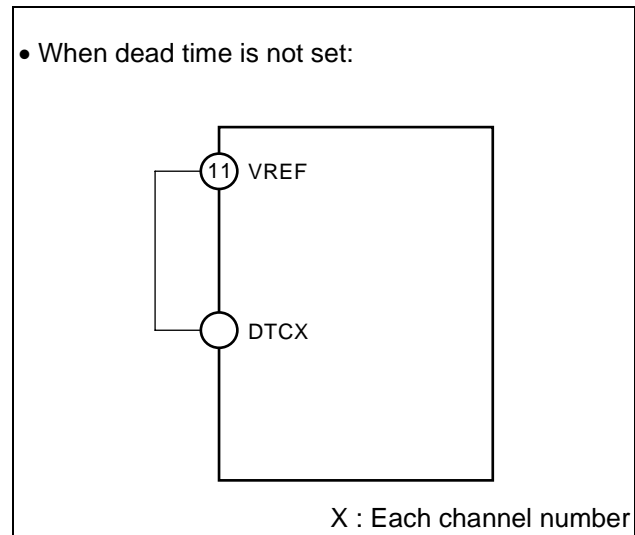 • When dead time is not set:
11 VREF
DTCX
X : Each channel number